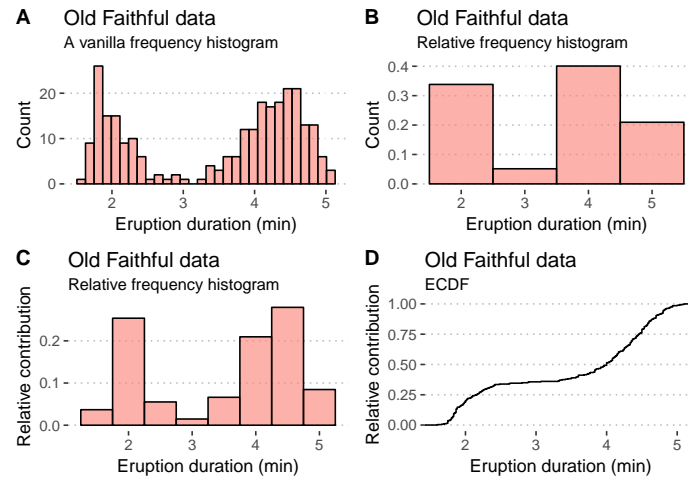 A
Old Faithful data
A vanilla frequency histogram
Count
20
10
0
2
3
4
5
Eruption duration (min)
B
Old Faithful data
Relative frequency histogram
Count
0.4
0.3
0.2
0.1
0.0
2
3
4
5
Eruption duration (min)
C
Old Faithful data
Relative frequency histogram
Relative contribution
0.2
0.1
0.0
2
3
4
5
Eruption duration (min)
D
Old Faithful data
ECDF
Relative contribution
1.00
0.75
0.50
0.25
0.00
2
3
4
5
Eruption duration (min)